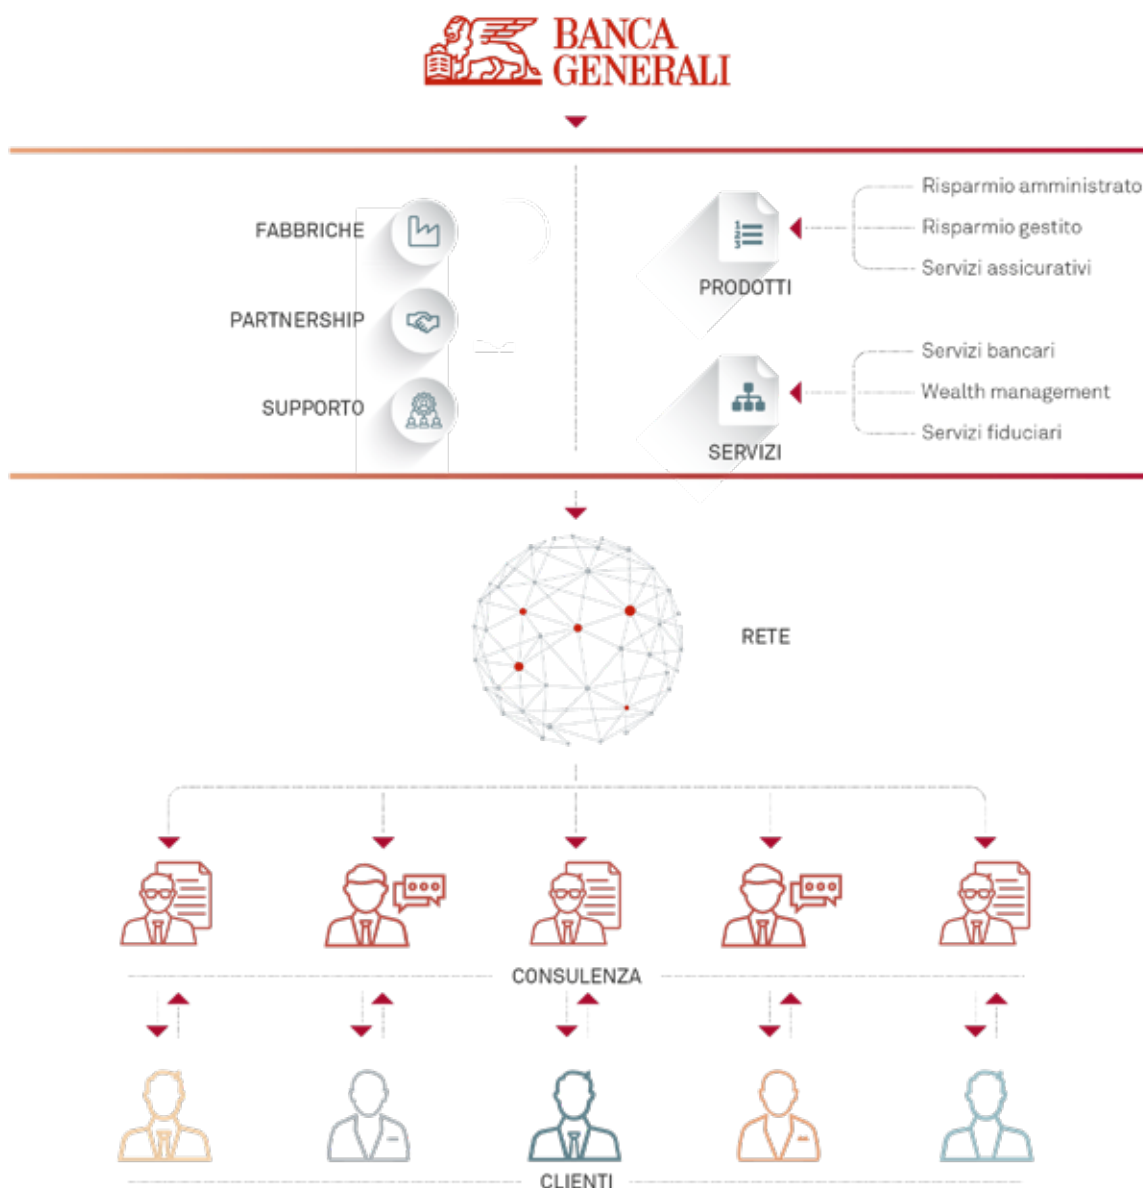 BANCA
GENERALI
FABBRICHE
PARTNERSHIP
SUPPORTO
PRODOTTI
Risparmio amministrato
Risparmio gestito
Servizi assicurativi
SERVIZI
Servizi bancari
Wealth management
Servizi fiduciari
RETE
CONSULENZA
CLIENTI